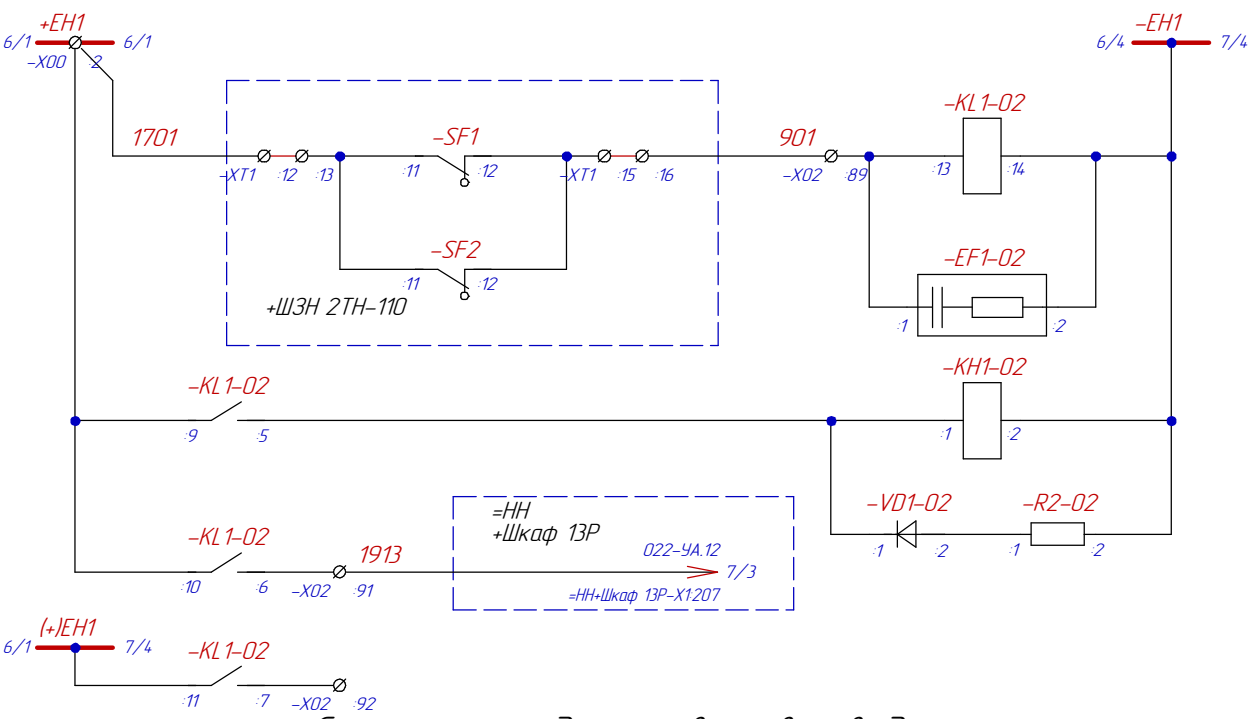 +EH1
6/1
6/1
-X00
:2
-EH1
6/4
7/4
1701
-XT1
:12
:13
-SF1
:11
:12
-XT1
:15
:16
901
-X02
:89
-KL1-02
:13
:14
-SF2
:11
:12
+ШЗН 2ТН-110
-EF1-02
:1
:2
-KL1-02
:9
:5
-KH1-02
:1
:2
-VD1-02
:1
:2
-R2-02
:1
:2
=НН
+Шкаф 13Р
-KL1-02
:10
:6
-X02
:91
1913
022-УА.12
7/3
=НН+Шкаф 13Р-X1:207
(+)EH1
6/1
7/4
-KL1-02
:11
:7
-X02
:92